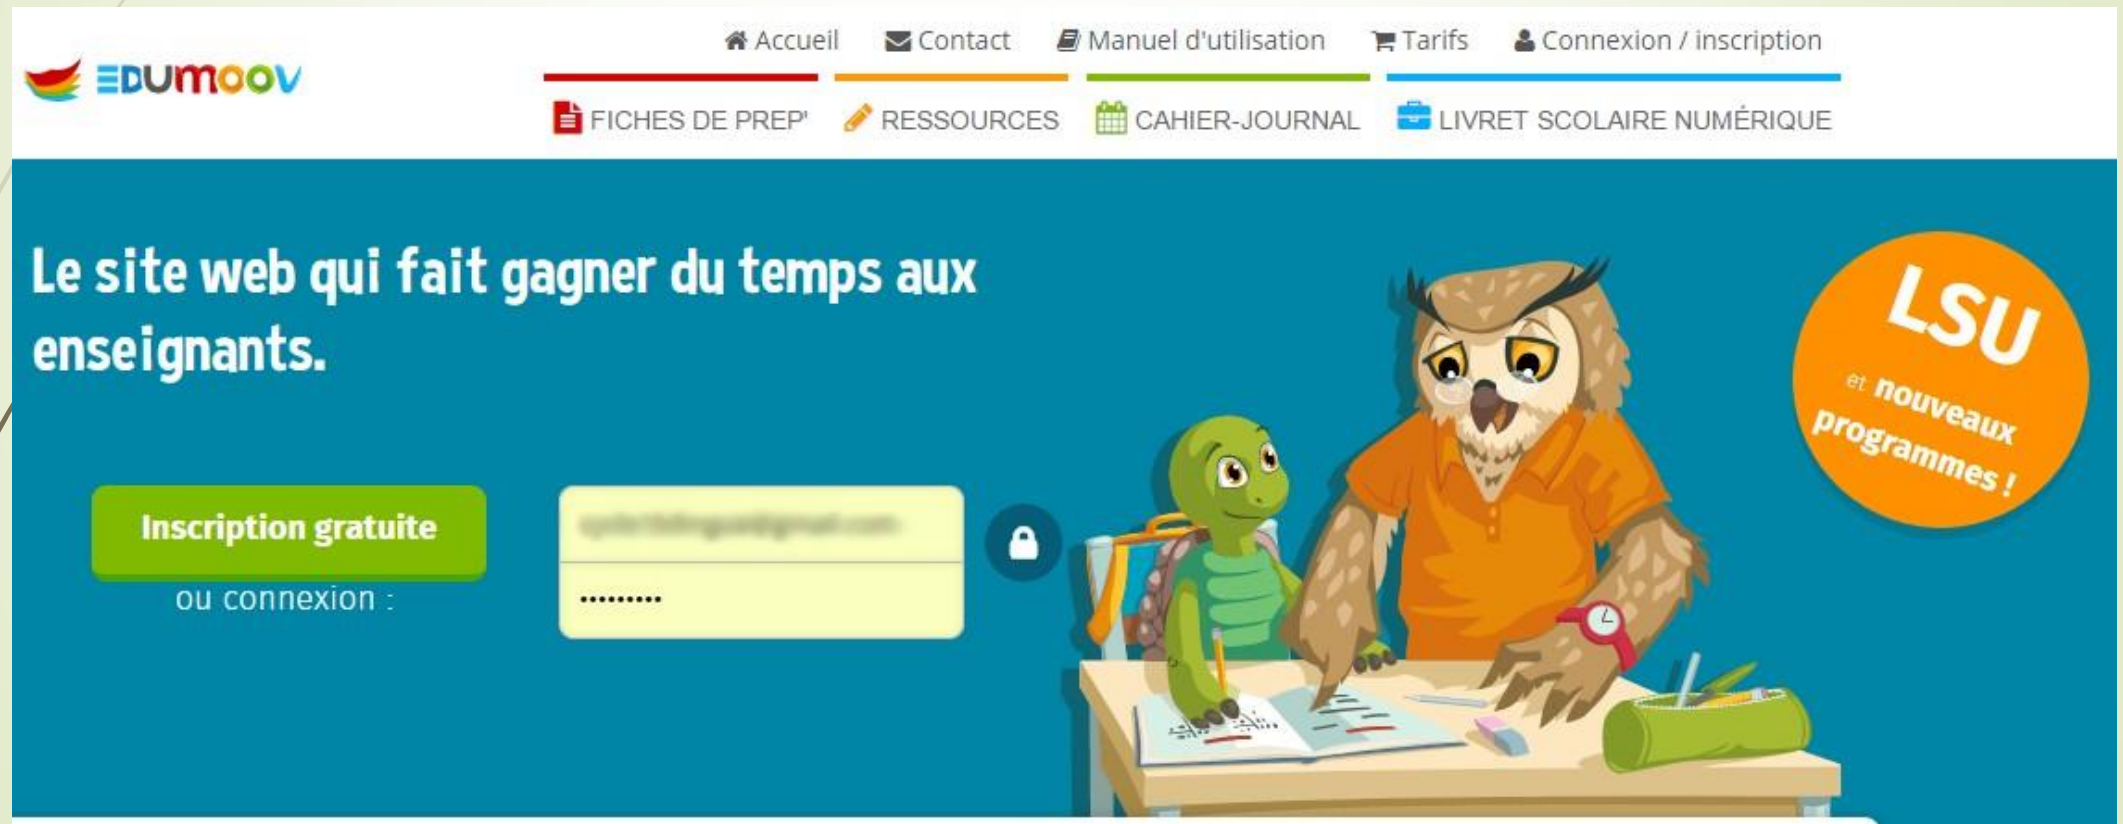 EDUMOOV
Accueil Contact Manuel d'utilisation Tarifs Connexion / inscription
FICHES DE PREP' RESSOURCES CAHIER-JOURNAL LIVRET SCOLAIRE NUMÉRIQUE
Le site web qui fait gagner du temps aux
enseignants.
LSU
et nouveaux
programmes !
Inscription gratuite
ou connexion :
•••••••••